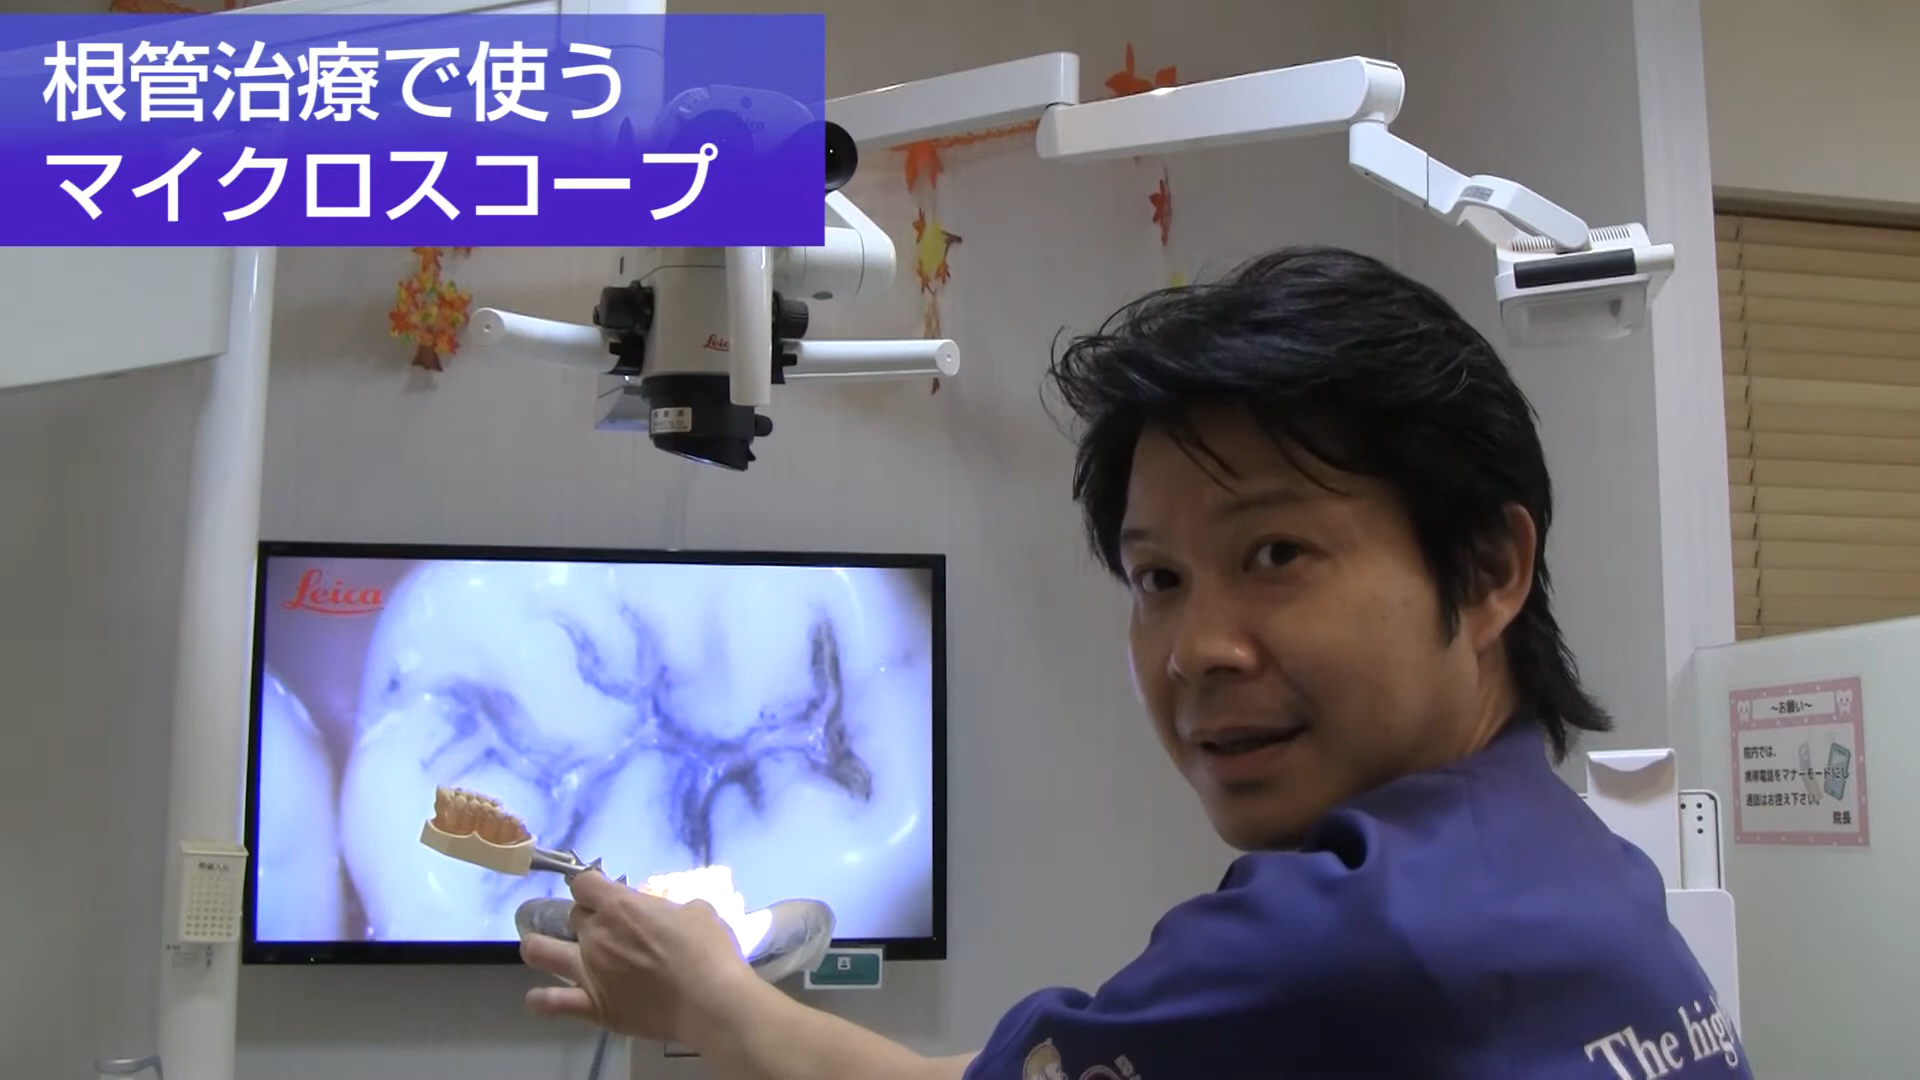 根管治療で使う
マイクロスコープ
Leica
Leica
〜お願い〜
院内では、
携帯電話をマナーモードにし
通話はお控え下さい。
院長
The hig